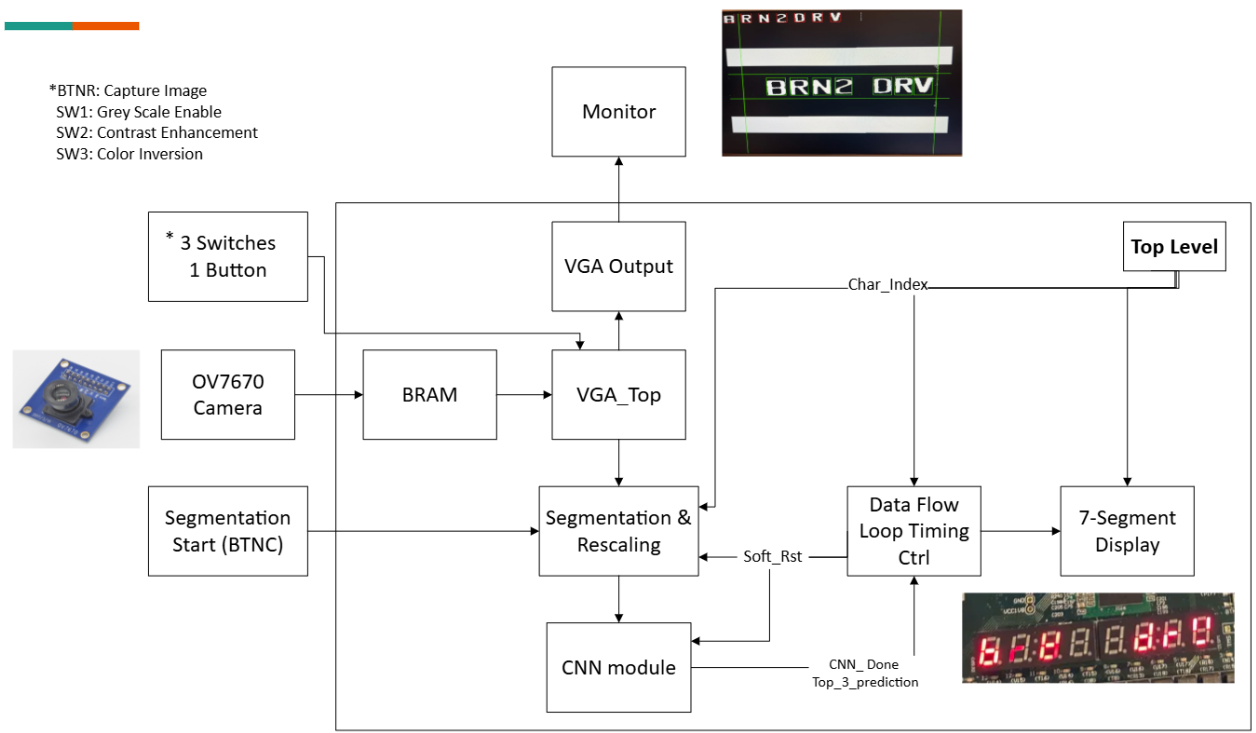 BRN2DRV
BRN2 DRV
*BTNR: Capture Image
SW1: Grey Scale Enable
SW2: Contrast Enhancement
SW3: Color Inversion
Monitor
* 3 Switches
1 Button
VGA Output
Top Level
Char_Index
OV7670
Camera
BRAM
VGA_Top
Segmentation
Start (BTNC)
Segmentation &
Rescaling
Data Flow
Loop Timing
Ctrl
7-Segment
Display
Soft_Rst
CNN module
CNN_ Done
Top_3_prediction